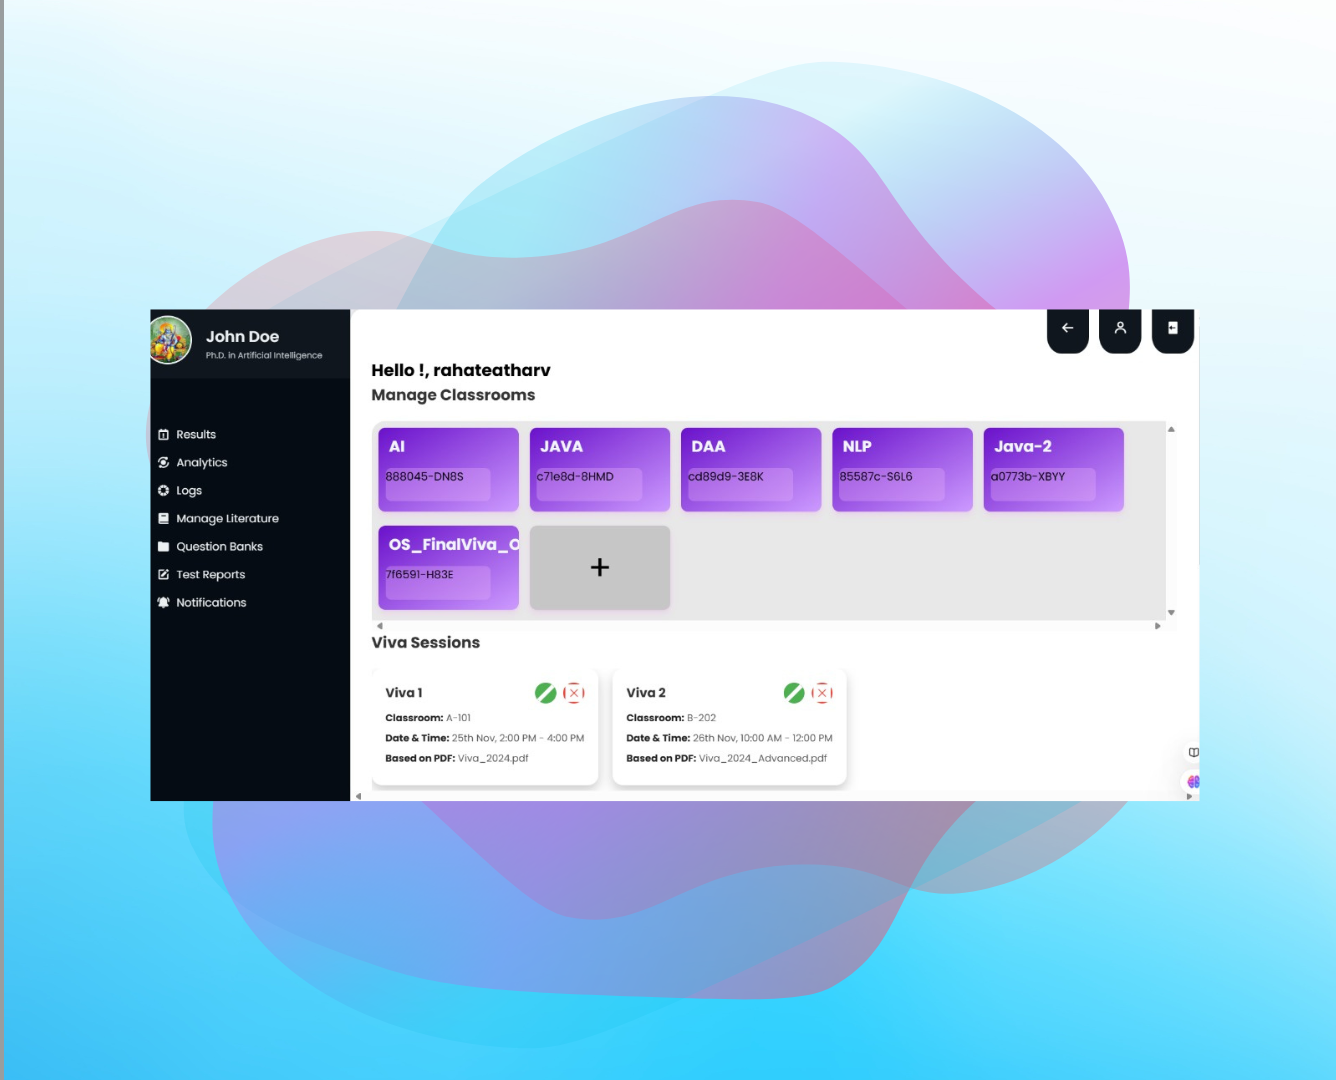 John Doe
Ph.D. in Artificial Intelligence
Results
Analytics
Logs
Manage Literature
Question Banks
Test Reports
Notifications
Hello !, rahateatharv
Manage Classrooms
AI
888045-DN8S
JAVA
c71e8d-8HMD
DAA
cd89d9-3E8K
NLP
85587c-S6L6
Java-2
a0773b-XBYY
OS_FinalViva_O
7f6591-H83E
+
Viva Sessions
Viva 1
Classroom: A-101
Date & Time: 25th Nov, 2:00 PM - 4:00 PM
Based on PDF: Viva_2024.pdf
Viva 2
Classroom: B-202
Date & Time: 26th Nov, 10:00 AM - 12:00 PM
Based on PDF: Viva_2024_Advanced.pdf